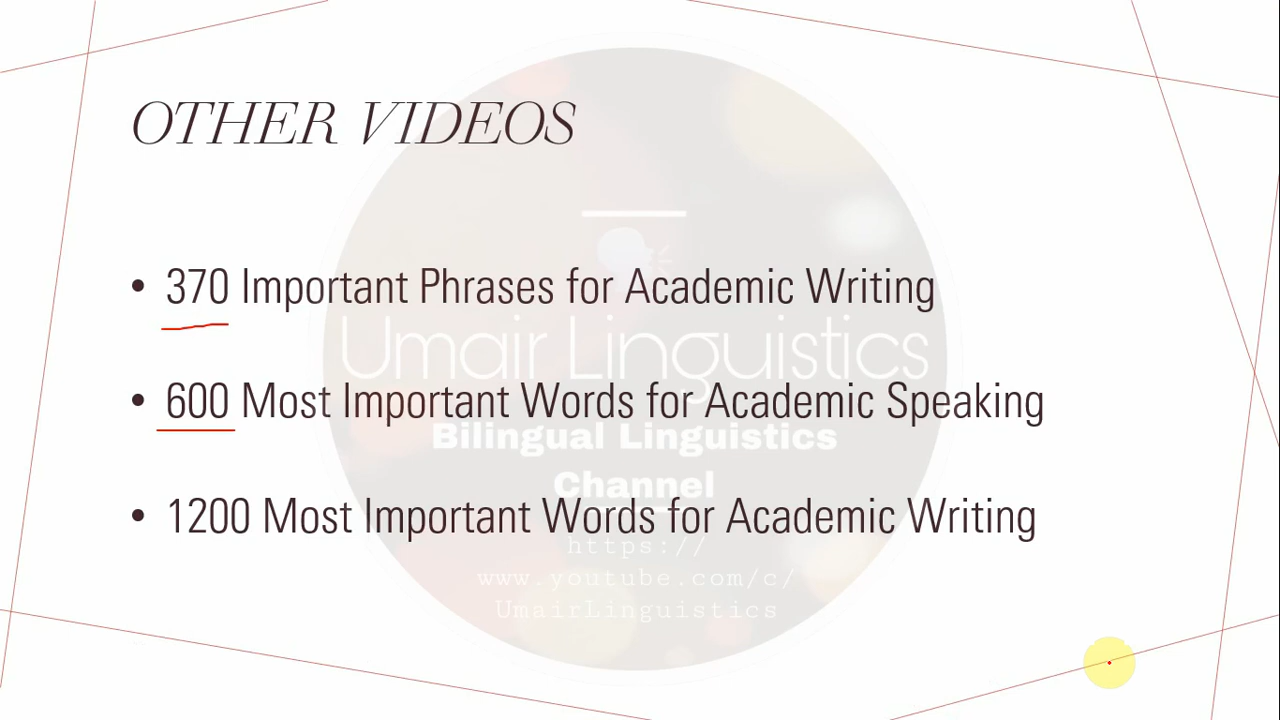 OTHER VIDEOS
• 370 Important Phrases for Academic Writing
Umair Linguistics
• 600 Most Important Words for Academic Speaking
Bilingual Linguistics
Channel
• 1200 Most Important Words for Academic Writing
https://
www.youtube.com/c/
UmairLinguistics